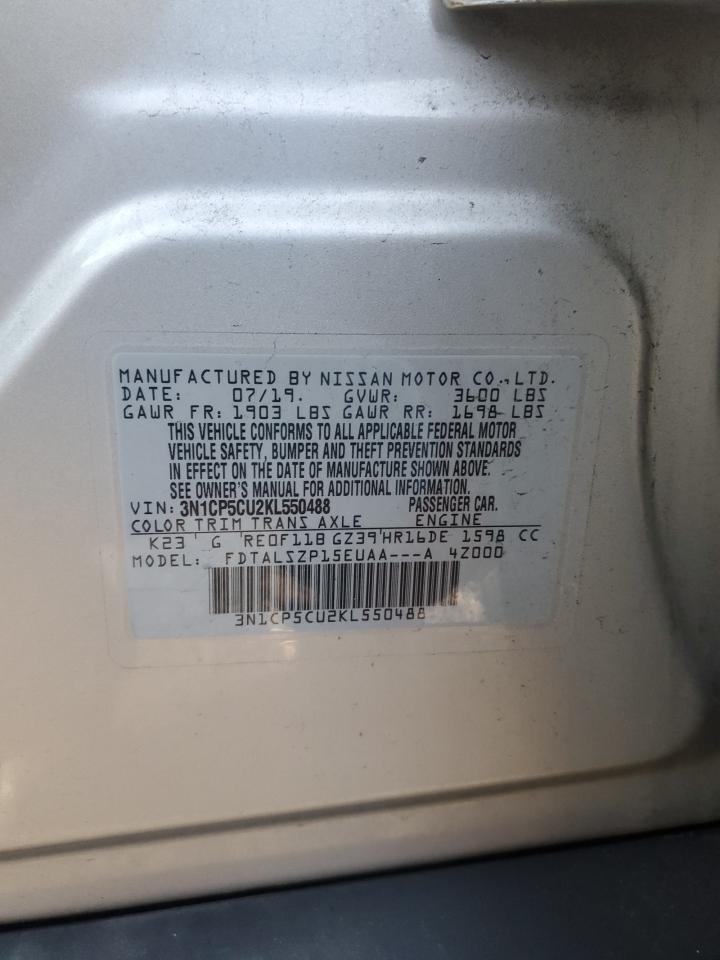 MANUFACTURED BY NISSAN MOTOR CO., LTD.
DATE: 07/19. GVWR: 3600 LBS
GAWR FR: 1903 LBS GAWR RR: 1698 LBS
THIS VEHICLE CONFORMS TO ALL APPLICABLE FEDERAL MOTOR
VEHICLE SAFETY, BUMPER AND THEFT PREVENTION STANDARDS
IN EFFECT ON THE DATE OF MANUFACTURE SHOWN ABOVE.
SEE OWNER'S MANUAL FOR ADDITIONAL INFORMATION.
VIN: 3N1CP5CU2KL550488 PASSENGER CAR.
COLOR TRIM TRANS AXLE ENGINE
K23 G 'RE0F11B GZ39'HR16DE 1598 CC
MODEL: FDTALSZP15EUAA---A 4Z000
3N1CP5CU2KL550488